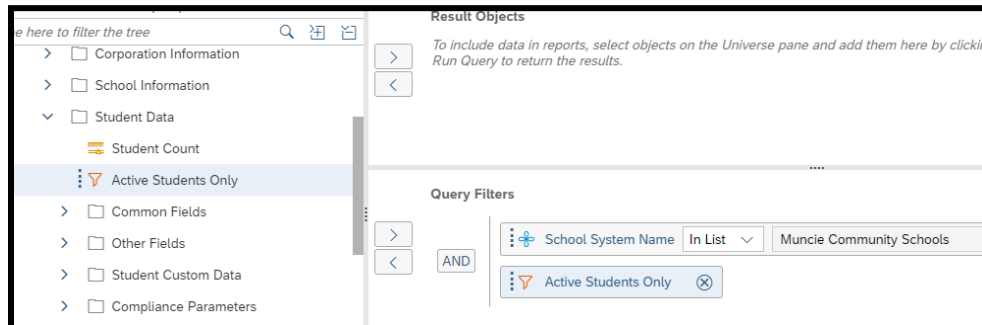 e here to filter the tree
Corporation Information
School Information
Student Data
Student Count
Active Students Only
Common Fields
Other Fields
Student Custom Data
Compliance Parameters
Result Objects
To include data in reports, select objects on the Universe pane and add them here by clicki
Run Query to return the results.
Query Filters
AND
School System Name In List Muncie Community Schools
Active Students Only